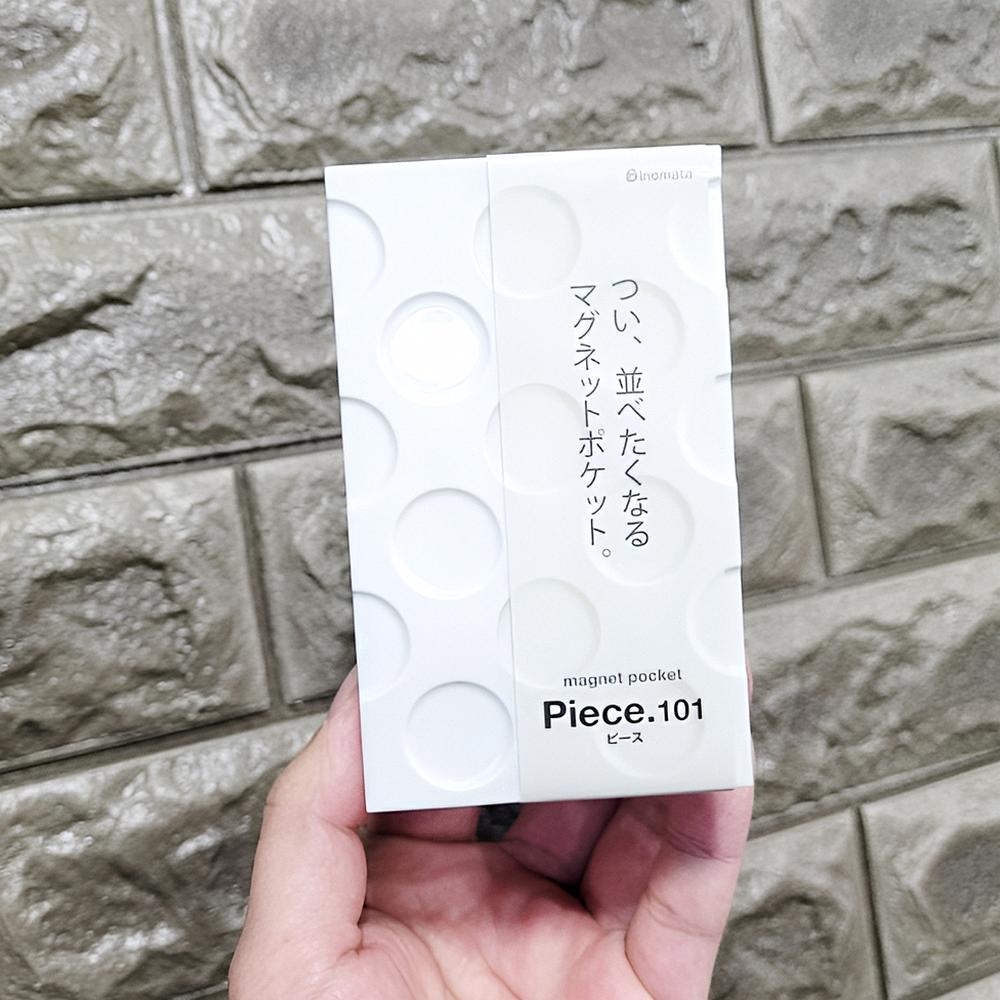 inomata
つい、並べたくなる
マグネットポケット。
magnet pocket
Piece.101
ピース